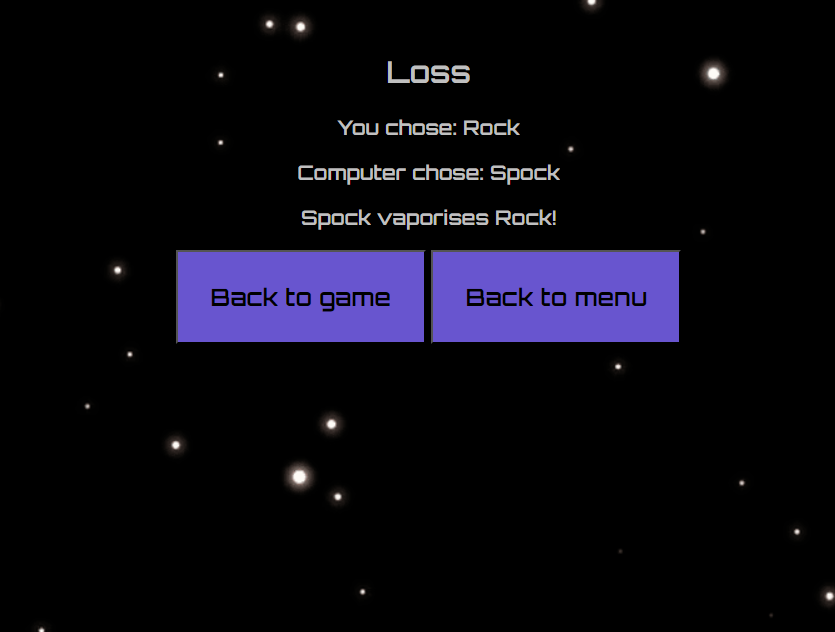 Loss
You chose: Rock
Computer chose: Spock
Spock vaporises Rock!
Back to game
Back to menu